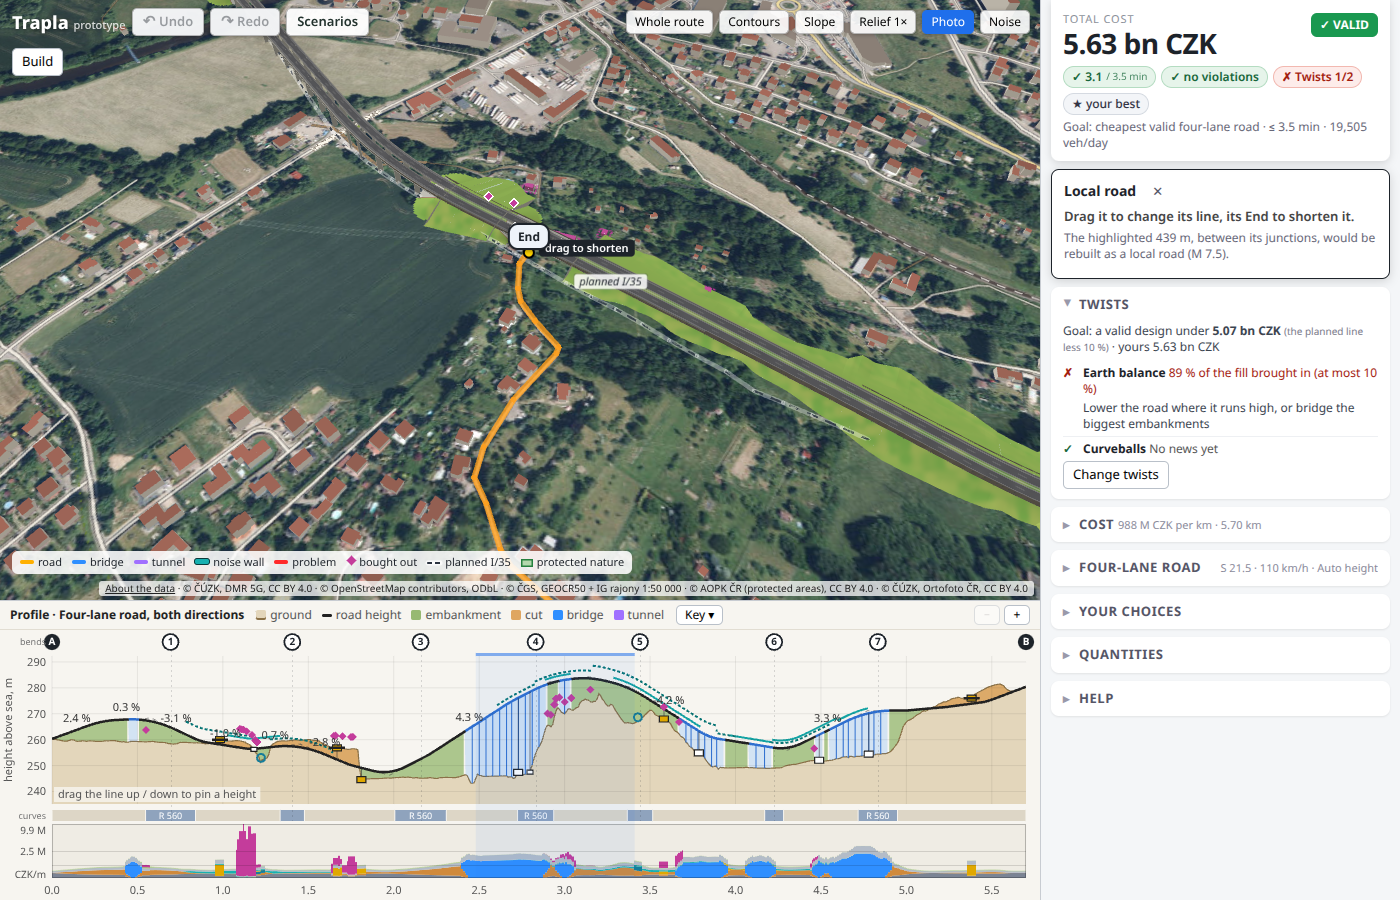 Trapla prototype
↶ Undo
↷ Redo
Scenarios
Whole route
Contours
Slope
Relief 1×
Photo
Noise
Build
End
drag to shorten
planned I/35
road
bridge
tunnel
noise wall
problem
bought out
planned I/35
protected nature
About the data · © ČÚZK, DMR 5G, CC BY 4.0 · © OpenStreetMap contributors, ODbL · © ČGS, GEOCR50 + IG rajony 1:50 000 · © AOPK ČR (protected areas), CC BY 4.0 · © ČÚZK, Ortofoto ČR, CC BY 4.0
Profile · Four-lane road, both directions
ground
road height
embankment
cut
bridge
tunnel
Key ▾
−
+
bends
A
1
2
3
4
5
6
7
B
height above sea, m
290
280
270
260
250
240
2.4 %
0.3 %
-3.1 %
0.7 %
-2.8 %
4.3 %
3.3 %
drag the line up / down to pin a height
curves
R 560
R 560
R 560
R 560
9.9 M
2.5 M
CZK/m
0.0
0.5
1.0
1.5
2.0
2.5
3.0
3.5
4.0
4.5
5.0
5.5
TOTAL COST
5.63 bn CZK
✓ VALID
✓ 3.1 / 3.5 min
✓ no violations
✗ Twists 1/2
★ your best
Goal: cheapest valid four-lane road · ≤ 3.5 min · 19,505
veh/day
Local road
✕
Drag it to change its line, its End to shorten it.
The highlighted 439 m, between its junctions, would be
rebuilt as a local road (M 7.5).
TWISTS
Goal: a valid design under 5.07 bn CZK (the planned line
less 10 %) · yours 5.63 bn CZK
✗ Earth balance 89 % of the fill brought in (at most 10
%)
Lower the road where it runs high, or bridge the
biggest embankments
✓ Curveballs No news yet
Change twists
COST 988 M CZK per km · 5.70 km
FOUR-LANE ROAD S 21.5 · 110 km/h · Auto height
YOUR CHOICES
QUANTITIES
HELP